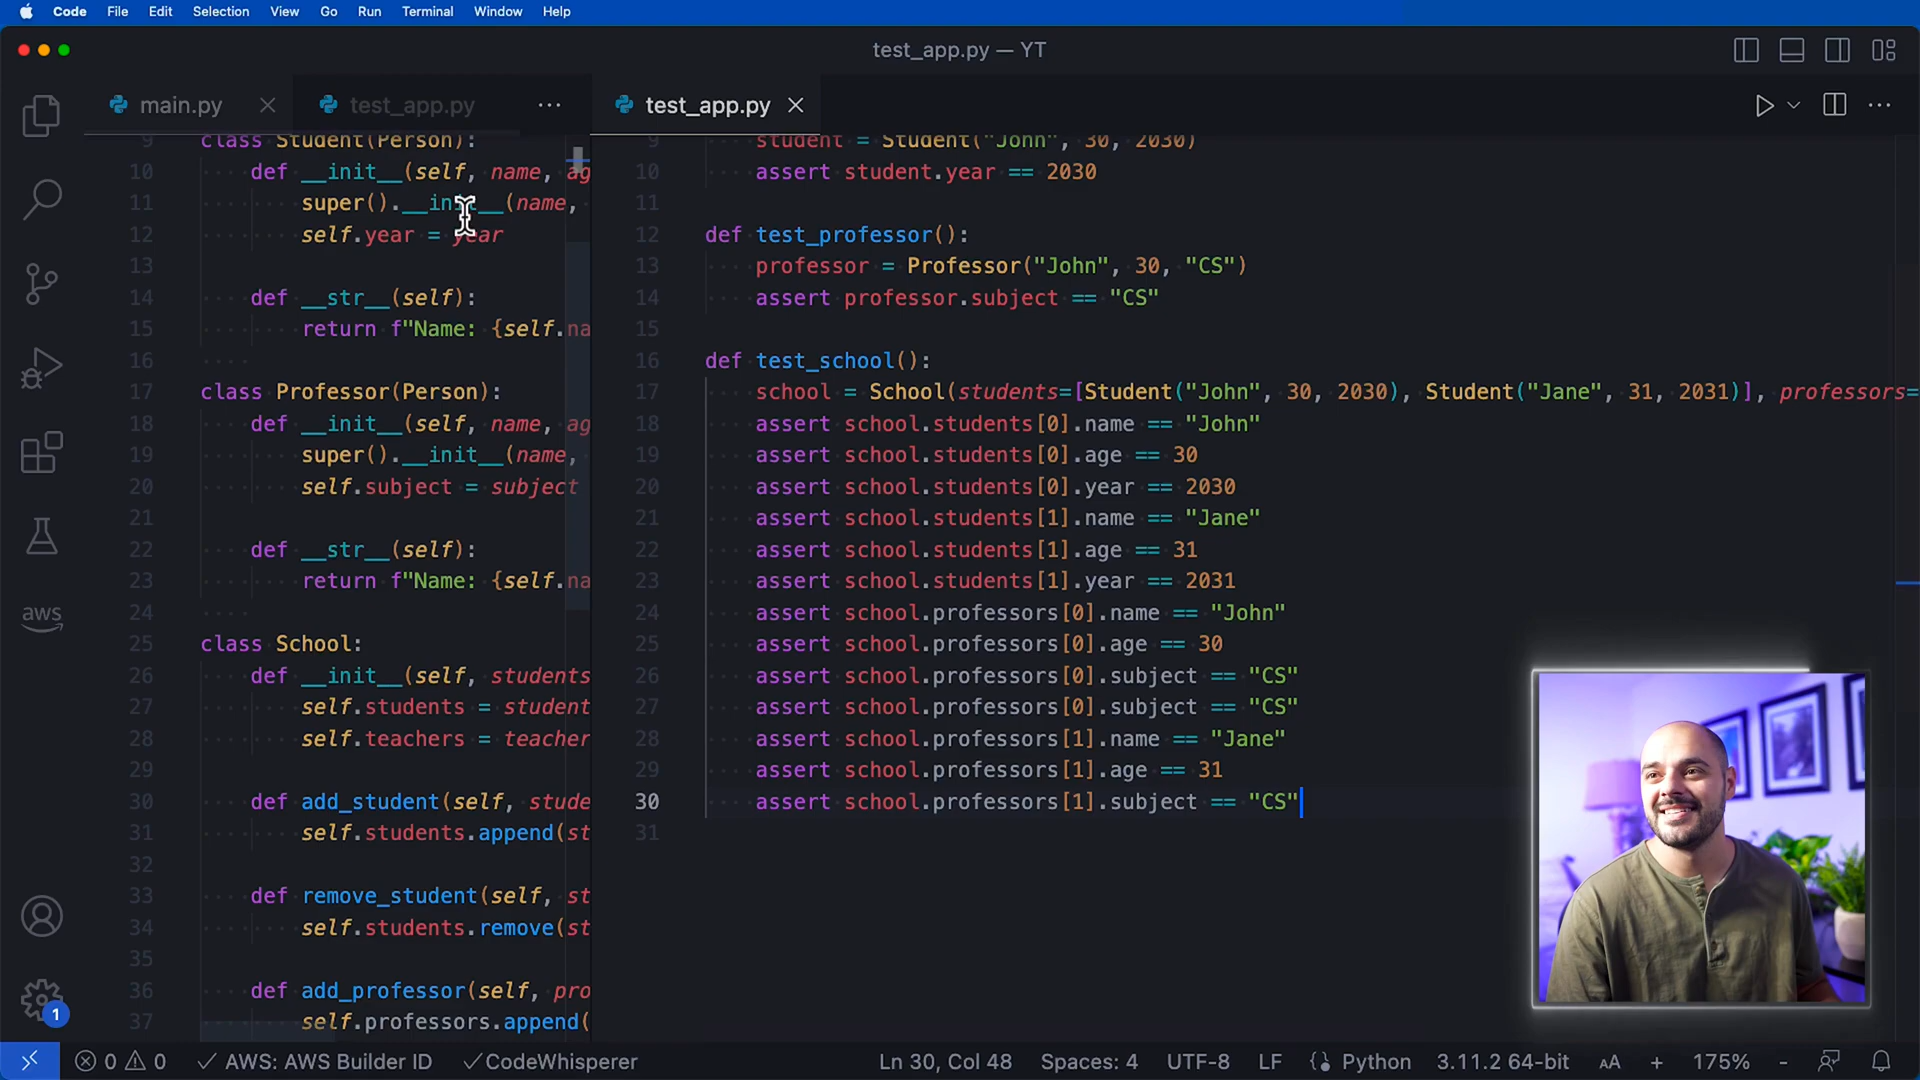 Code File Edit Selection View Go Run Terminal Window Help
test_app.py — YT
main.py test_app.py ...
9 class Student(Person):
10 def __init__(self, name, ag
11 super().__init__(name,
12 self.year = year
13
14 def __str__(self):
15 return f"Name: {self.na
16
17 class Professor(Person):
18 def __init__(self, name, ag
19 super().__init__(name,
20 self.subject = subject
21
22 def __str__(self):
23 return f"Name: {self.na
24
25 class School:
26 def __init__(self, students
27 self.students = student
28 self.teachers = teacher
29
30 def add_student(self, stude
31 self.students.append(st
32
33 def remove_student(self, st
34 self.students.remove(st
35
36 def add_professor(self, pro
37 self.professors.append(
test_app.py
9 student = Student("John", 30, 2030)
10 assert student.year == 2030
11
12 def test_professor():
13 professor = Professor("John", 30, "CS")
14 assert professor.subject == "CS"
15
16 def test_school():
17 school = School(students=[Student("John", 30, 2030), Student("Jane", 31, 2031)], professors=
18 assert school.students[0].name == "John"
19 assert school.students[0].age == 30
20 assert school.students[0].year == 2030
21 assert school.students[1].name == "Jane"
22 assert school.students[1].age == 31
23 assert school.students[1].year == 2031
24 assert school.professors[0].name == "John"
25 assert school.professors[0].age == 30
26 assert school.professors[0].subject == "CS"
27 assert school.professors[0].subject == "CS"
28 assert school.professors[1].name == "Jane"
29 assert school.professors[1].age == 31
30 assert school.professors[1].subject == "CS"
31
aws
1
0 0 AWS: AWS Builder ID CodeWhisperer Ln 30, Col 48 Spaces: 4 UTF-8 LF Python 3.11.2 64-bit AA + 175% -